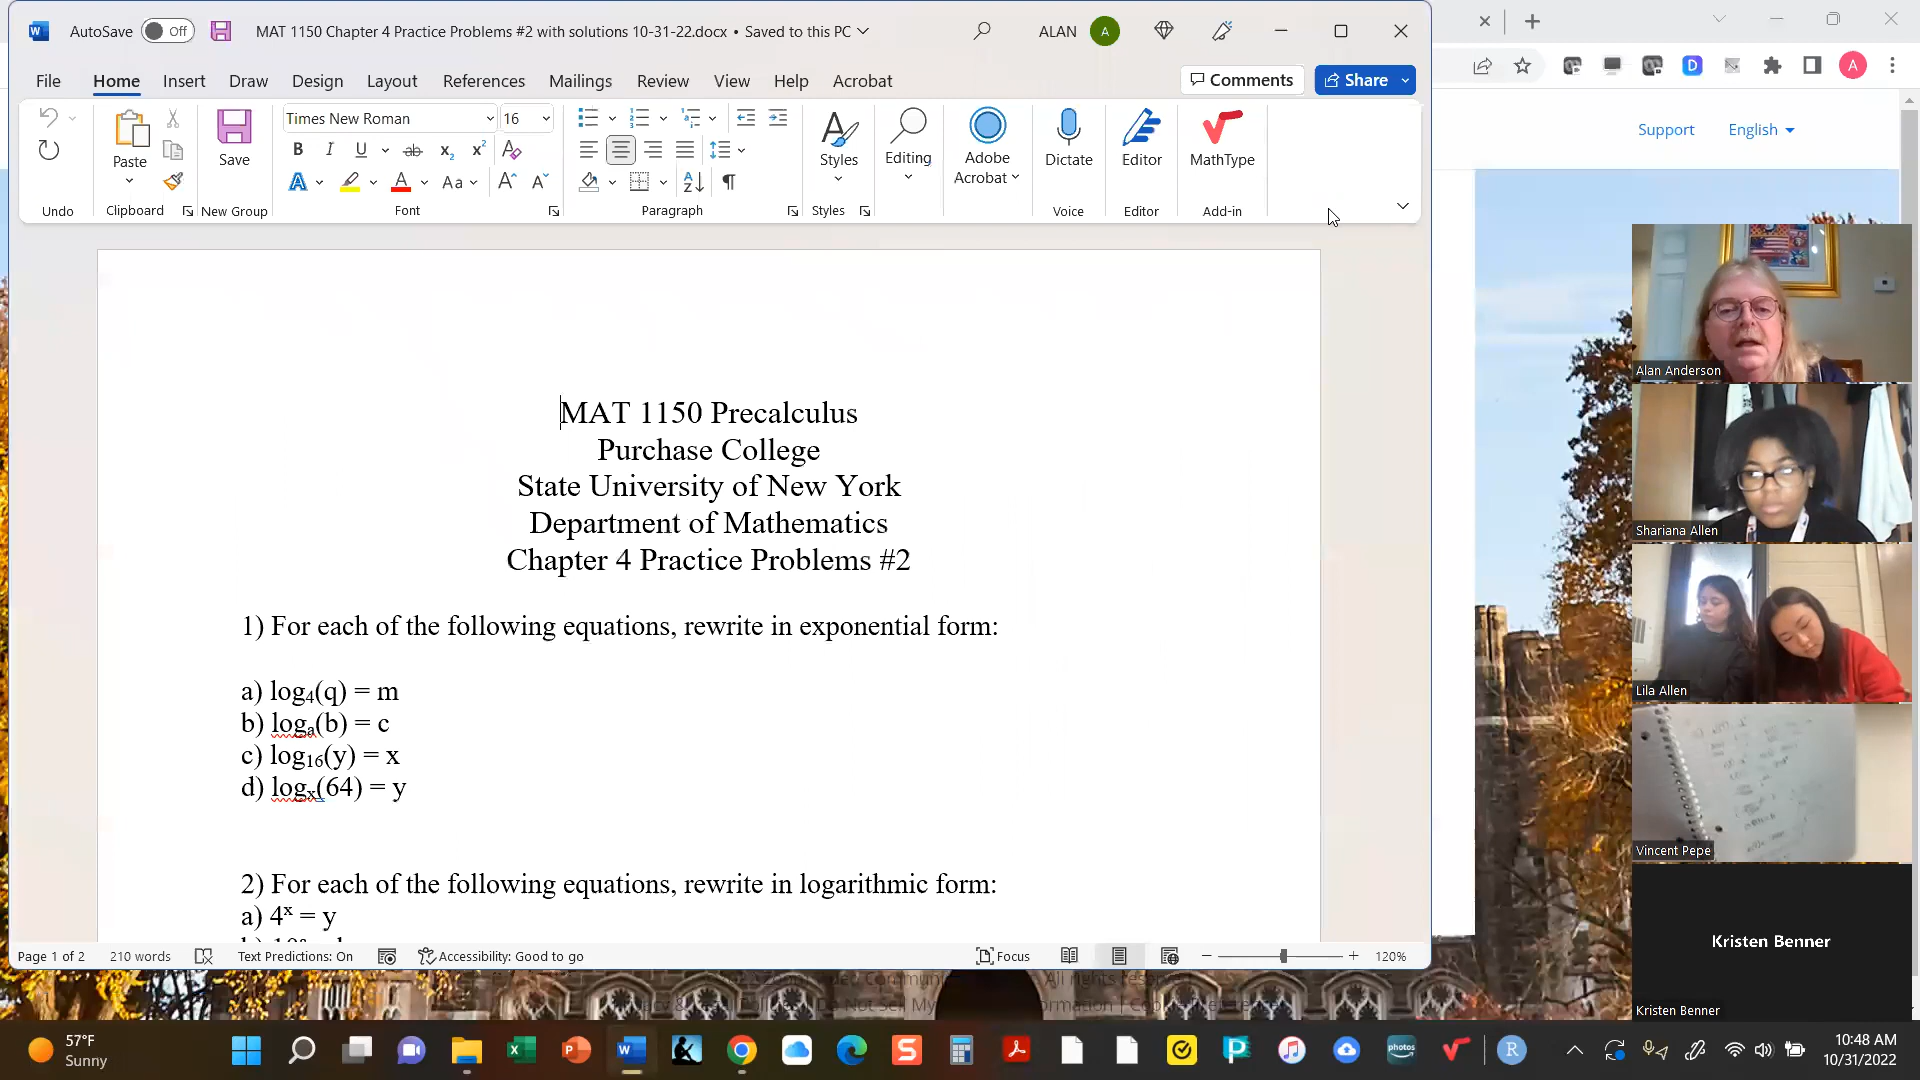 AutoSave Off MAT 1150 Chapter 4 Practice Problems #2 with solutions 10-31-22.docx • Saved to this PC ALAN A
File Home Insert Draw Design Layout References Mailings Review View Help Acrobat Comments Share
Times New Roman 16
Paste Save Styles Editing Adobe Acrobat Dictate Editor MathType
Undo Clipboard New Group Font Paragraph Styles Voice Editor Add-in
Support English
MAT 1150 Precalculus
Purchase College
State University of New York
Department of Mathematics
Chapter 4 Practice Problems #2
1) For each of the following equations, rewrite in exponential form:
a) log₄(q) = m
b) logₐ(b) = c
c) log₁₆(y) = x
d) logₓ(64) = y
2) For each of the following equations, rewrite in logarithmic form:
a) 4ˣ = y
Page 1 of 2 210 words Text Predictions: On Accessibility: Good to go Focus 120%
Alan Anderson
Shariana Allen
Lila Allen
Vincent Pepe
Kristen Benner
Kristen Benner
57°F
Sunny
10:48 AM
10/31/2022